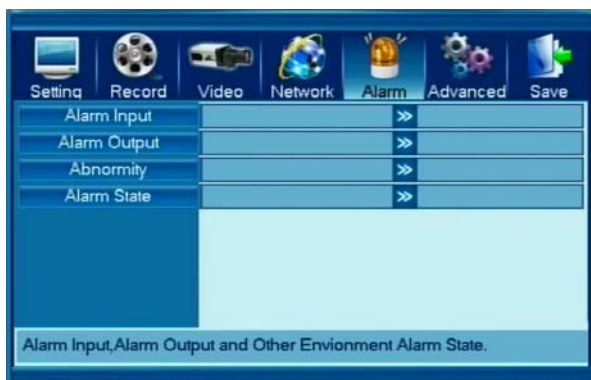 Setting Record Video Network Alarm Advanced Save
Alarm Input
Alarm Output
Abnormity
Alarm State
Alarm Input,Alarm Output and Other Envionment Alarm State.